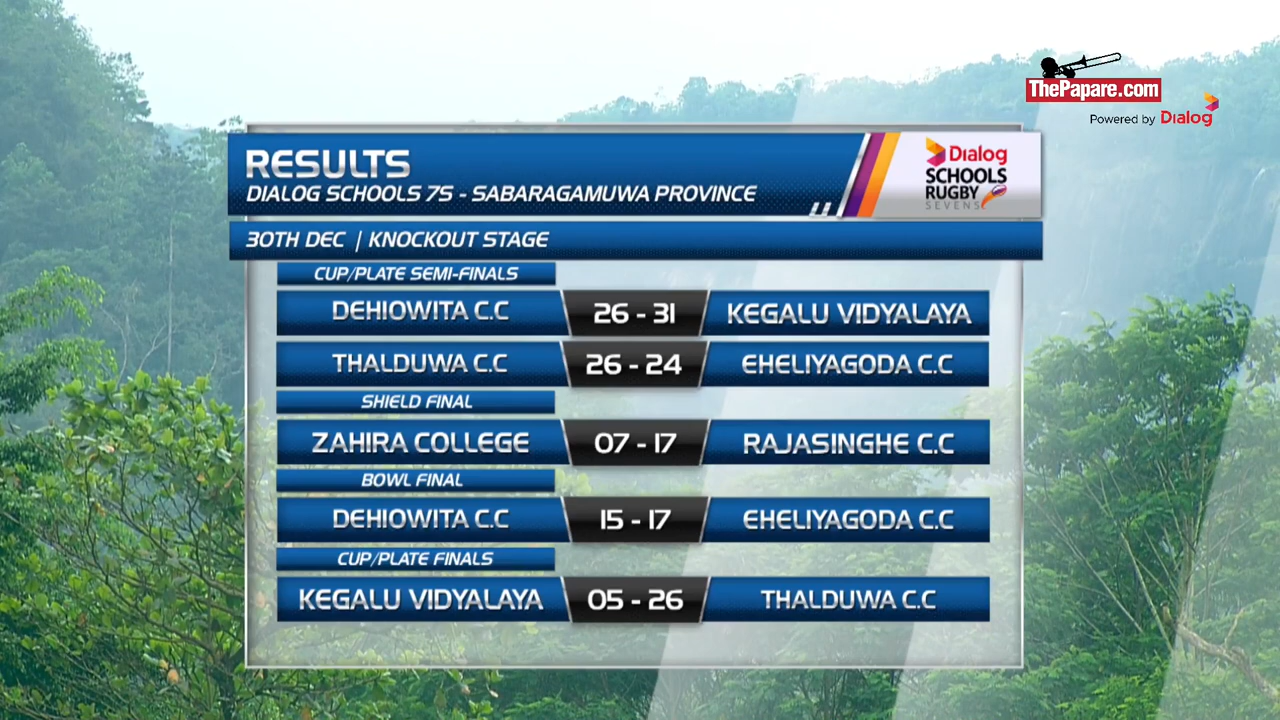 ThePapare.com
Powered by Dialog
RESULTS
DIALOG SCHOOLS 7S - SABARAGAMUWA PROVINCE
Dialog
SCHOOLS
RUGBY
SEVENS
30TH DEC | KNOCKOUT STAGE
CUP/PLATE SEMI-FINALS
DEHIOWITA C.C 26 - 31 KEGALU VIDYALAYA
THALDUWA C.C 26 - 24 EHELIYAGODA C.C
SHIELD FINAL
ZAHIRA COLLEGE 07 - 17 RAJASINGHE C.C
BOWL FINAL
DEHIOWITA C.C 15 - 17 EHELIYAGODA C.C
CUP/PLATE FINALS
KEGALU VIDYALAYA 05 - 26 THALDUWA C.C